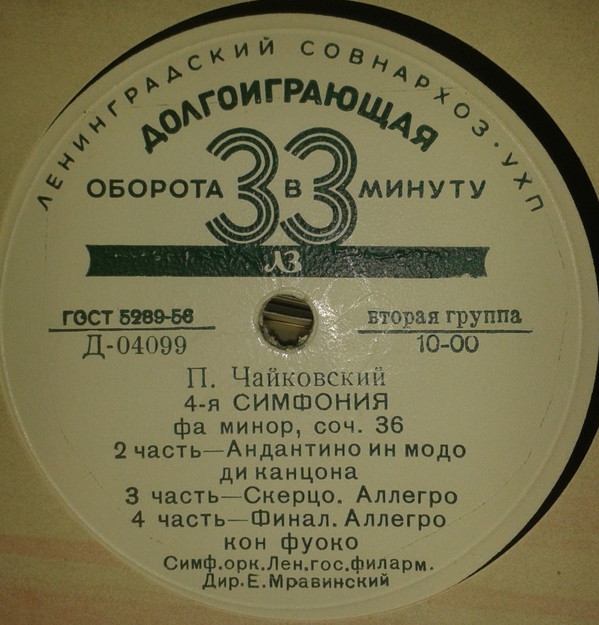 ЛЕНИНГРАДСКИЙ СОВНАРХОЗ. УХП
ДОЛГОИГРАЮЩАЯ
ОБОРОТА 33 В МИНУТУ
ЛЗ
ГОСТ 5289-56
Д-04099
вторая группа
10-00
П. Чайковский
4-я СИМФОНИЯ
фа минор, соч. 36
2 часть—Андантино ин модо
ди канцона
3 часть—Скерцо. Аллегро
4 часть—Финал. Аллегро
кон фуоко
Симф.орк.Лен.гос.филарм.
Дир.Е.Мравинский